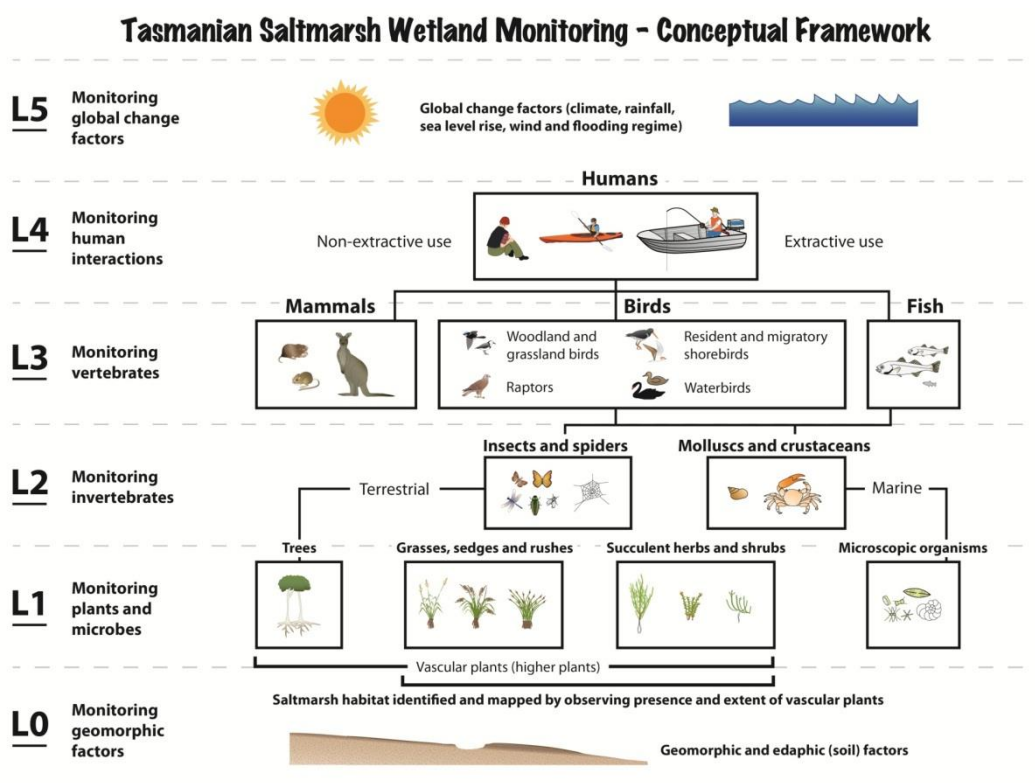 Tasmanian Saltmarsh Wetland Monitoring - Conceptual Framework
L5
Monitoring
global change
factors
Global change factors (climate, rainfall,
sea level rise, wind and flooding regime)
L4
Monitoring
human
interactions
Humans
Non-extractive use
Extractive use
L3
Monitoring
vertebrates
Mammals
Birds
Fish
Woodland and
grassland birds
Resident and migratory
shorebirds
Raptors
Waterbirds
L2
Monitoring
invertebrates
Insects and spiders
Molluscs and crustaceans
Terrestrial
Marine
L1
Monitoring
plants and
microbes
Trees
Grasses, sedges and rushes
Succulent herbs and shrubs
Microscopic organisms
Vascular plants (higher plants)
Saltmarsh habitat identified and mapped by observing presence and extent of vascular plants
L0
Monitoring
geomorphic
factors
Geomorphic and edaphic (soil) factors